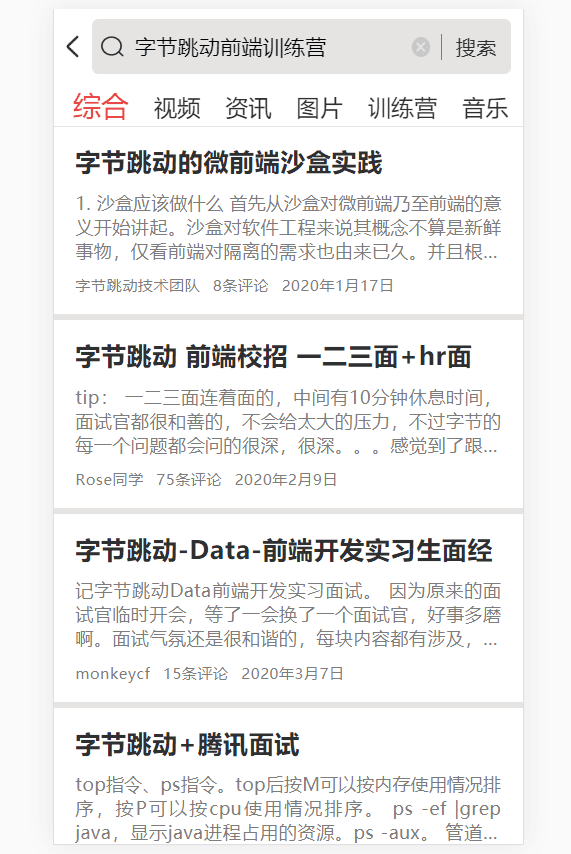 字节跳动前端训练营 搜索
综合 视频 资讯 图片 训练营 音乐
字节跳动的微前端沙盒实践
1. 沙盒应该做什么 首先从沙盒对微前端乃至前端的意
义开始讲起。沙盒对软件工程来说其概念不算是新鲜
事物，仅看前端对隔离的需求也由来已久。并且根...
字节跳动技术团队 8条评论 2020年1月17日
字节跳动 前端校招 一二三面+hr面
tip： 一二三面连着面的，中间有10分钟休息时间，
面试官都很和善的，不会给太大的压力，不过字节的
每一个问题都会问的很深，很深。。。感觉到了跟...
Rose同学 75条评论 2020年2月9日
字节跳动-Data-前端开发实习生面经
记字节跳动Data前端开发实习面试。 因为原来的面
试官临时开会，等了一会换了一个面试官，好事多磨
啊。面试气氛还是很和谐的，每块内容都有涉及，...
monkeycf 15条评论 2020年3月7日
字节跳动+腾讯面试
top指令、ps指令。top后按M可以按内存使用情况排
序，按P可以按cpu使用情况排序。 ps -ef |grep
java，显示java进程占用的资源。ps -aux。 管道...